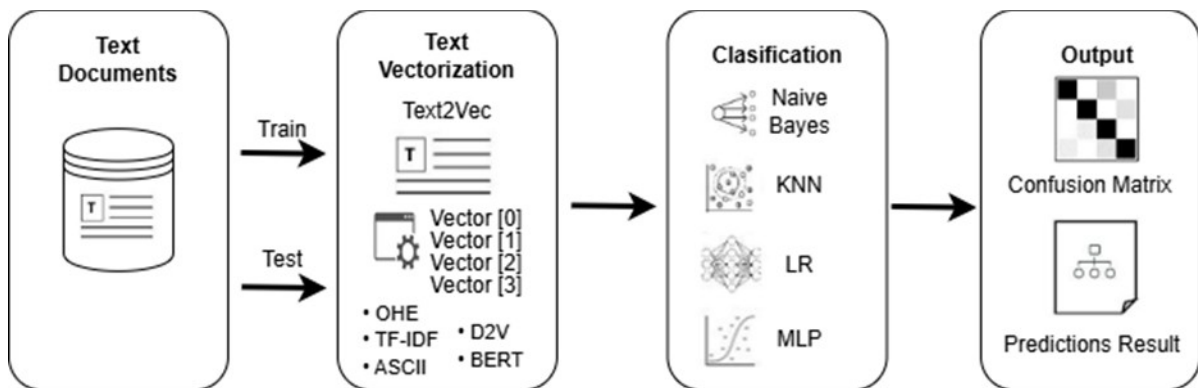 Text
Documents
T
Train
Test
Text
Vectorization
Text2Vec
T
Vector [0]
Vector [1]
Vector [2]
Vector [3]
• OHE
• TF-IDF
• ASCII
• D2V
• BERT
Clasification
Naive
Bayes
KNN
LR
MLP
Output
Confusion Matrix
Predictions Result